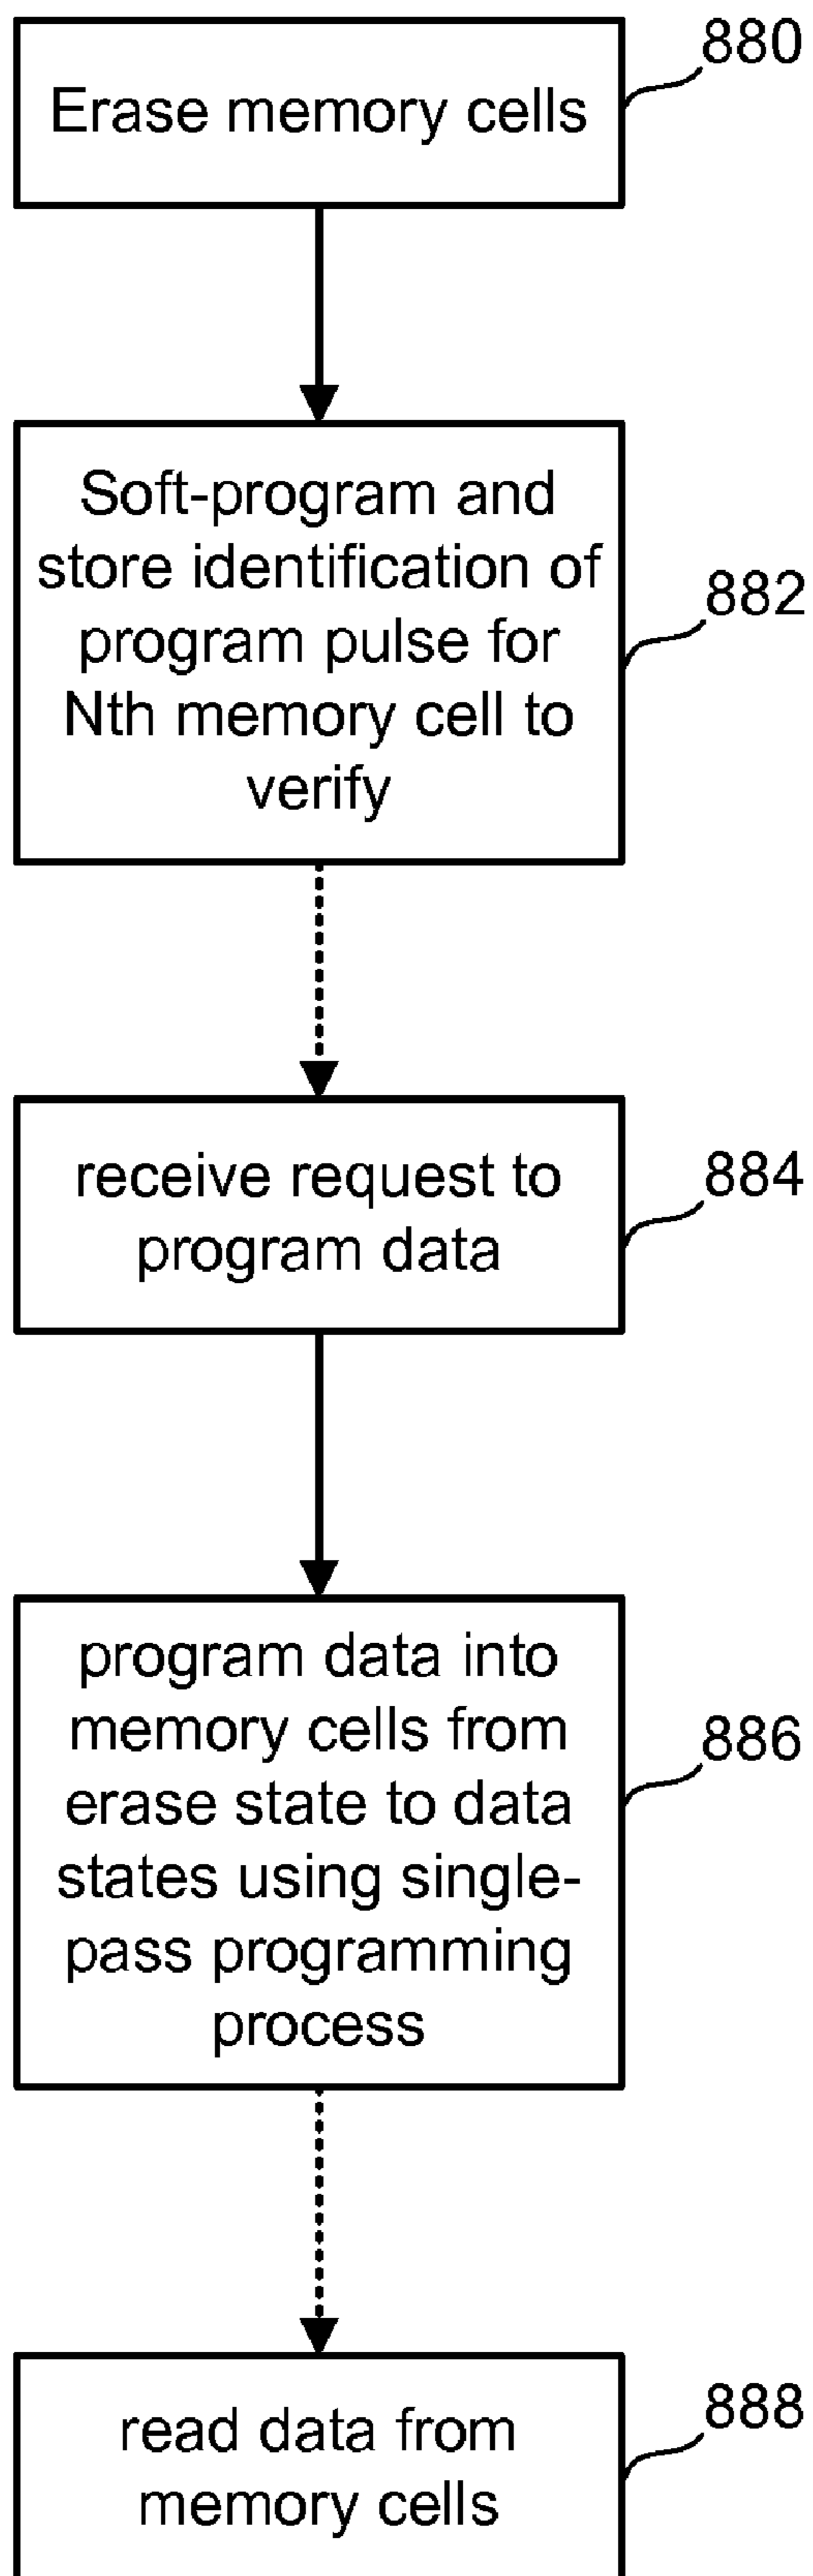 880
Erase memory cells
Soft-program and
store identification of
882
program pulse for
Nth memory cell to
verify
884
receive request to
program data
program data into
memory cells from
886
erase state to data
states using single-
pass programming
process
888
read data from
memory cells